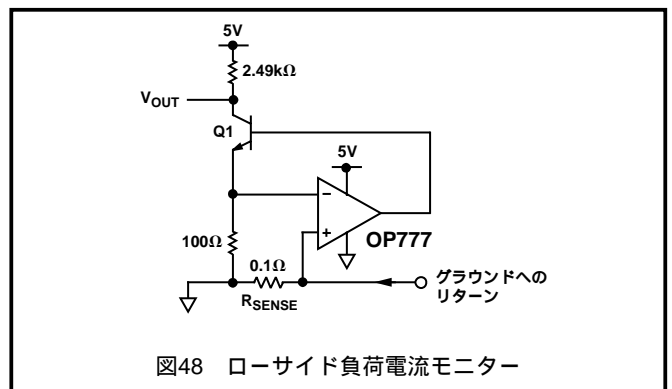 5V
2.49kΩ
VOUT
Q1
5V
OP777
100Ω
0.1Ω
RSENSE
グラウンドへの
リターン
図48 ローサイド負荷電流モニター